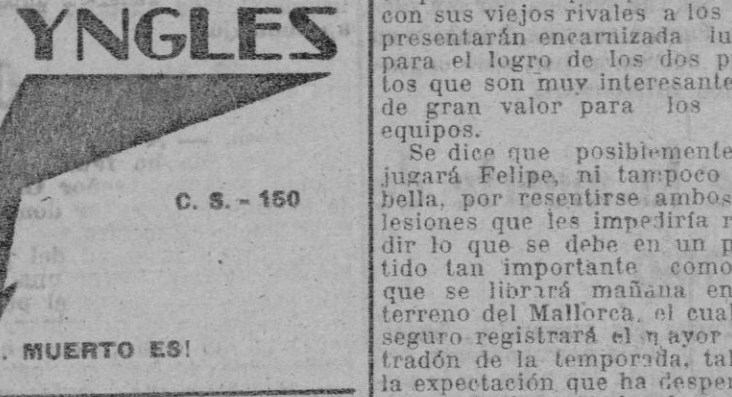 YNGLES
C. S. - 150
. MUERTO ES!
con sus viejos rivales a los
presentarán encarnizada lu
para el logro de los dos p
tos que son muy interesante
de gran valor para los
equipos.
Se dice que posiblemente
jugará Felipe, ni tampoco
bella, por resentirse ambos
lesiones que les impediría r
dir lo que se debe en un p
tido tan importante como
que se librará mañana en
terreno del Mallorca, el cual
seguro registrará el mayor
tradón de la temporada, tal
la expectación que ha desper